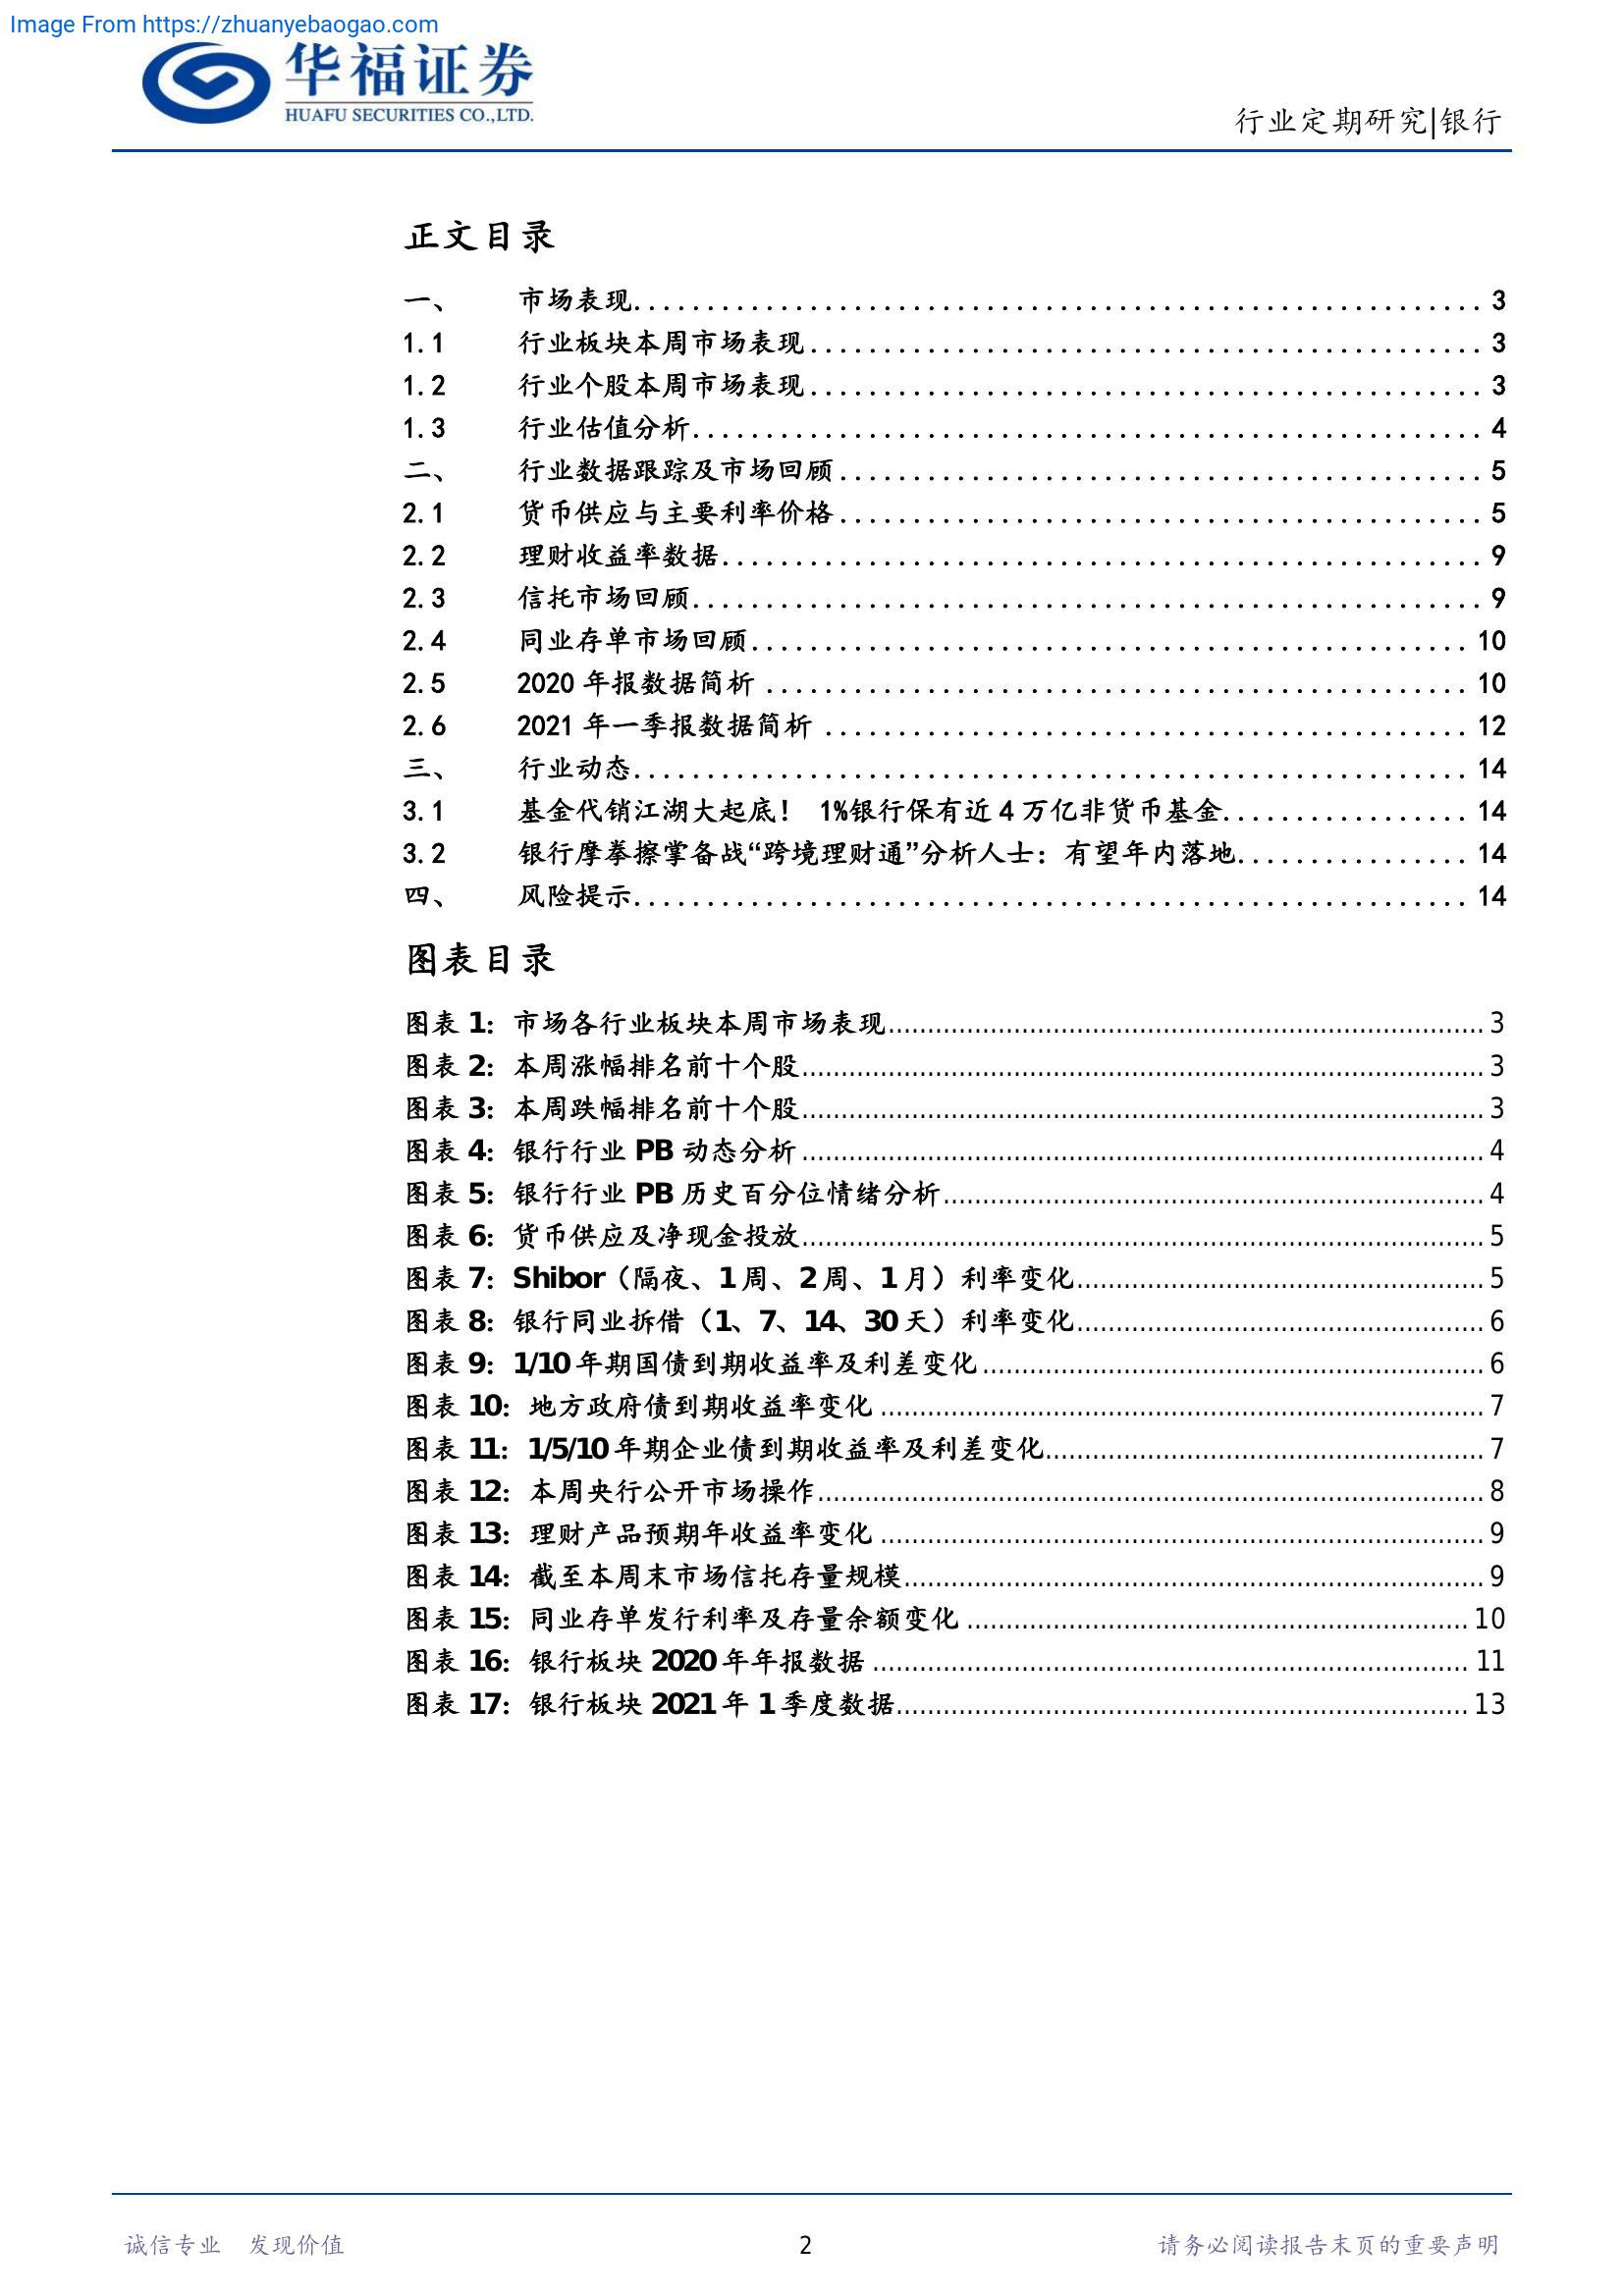 Image From https://zhuanyebaogao.com
华福证券
HUAFU SECURITIES CO.,LTD.
行业定期研究|银行
正文目录
一、 市场表现 3
1.1 行业板块本周市场表现 3
1.2 行业个股本周市场表现 3
1.3 行业估值分析 4
二、 行业数据跟踪及市场回顾 5
2.1 货币供应与主要利率价格 5
2.2 理财收益率数据 9
2.3 信托市场回顾 9
2.4 同业存单市场回顾 10
2.5 2020 年报数据简析 10
2.6 2021 年一季报数据简析 12
三、 行业动态 14
3.1 基金代销江湖大起底！ 1%银行保有近 4 万亿非货币基金 14
3.2 银行摩拳擦掌备战“跨境理财通”分析人士：有望年内落地 14
四、 风险提示 14
图表目录
图表 1：市场各行业板块本周市场表现 3
图表 2：本周涨幅排名前十个股 3
图表 3：本周跌幅排名前十个股 3
图表 4：银行行业 PB 动态分析 4
图表 5：银行行业 PB 历史百分位情绪分析 4
图表 6：货币供应及净现金投放 5
图表 7：Shibor（隔夜、1 周、2 周、1 月）利率变化 5
图表 8：银行同业拆借（1、7、14、30 天）利率变化 6
图表 9：1/10 年期国债到期收益率及利差变化 6
图表 10：地方政府债到期收益率变化 7
图表 11：1/5/10 年期企业债到期收益率及利差变化 7
图表 12：本周央行公开市场操作 8
图表 13：理财产品预期年收益率变化 9
图表 14：截至本周末市场信托存量规模 9
图表 15：同业存单发行利率及存量余额变化 10
图表 16：银行板块 2020 年年报数据 11
图表 17：银行板块 2021 年 1 季度数据 13
诚信专业 发现价值
2
请务必阅读报告末页的重要声明